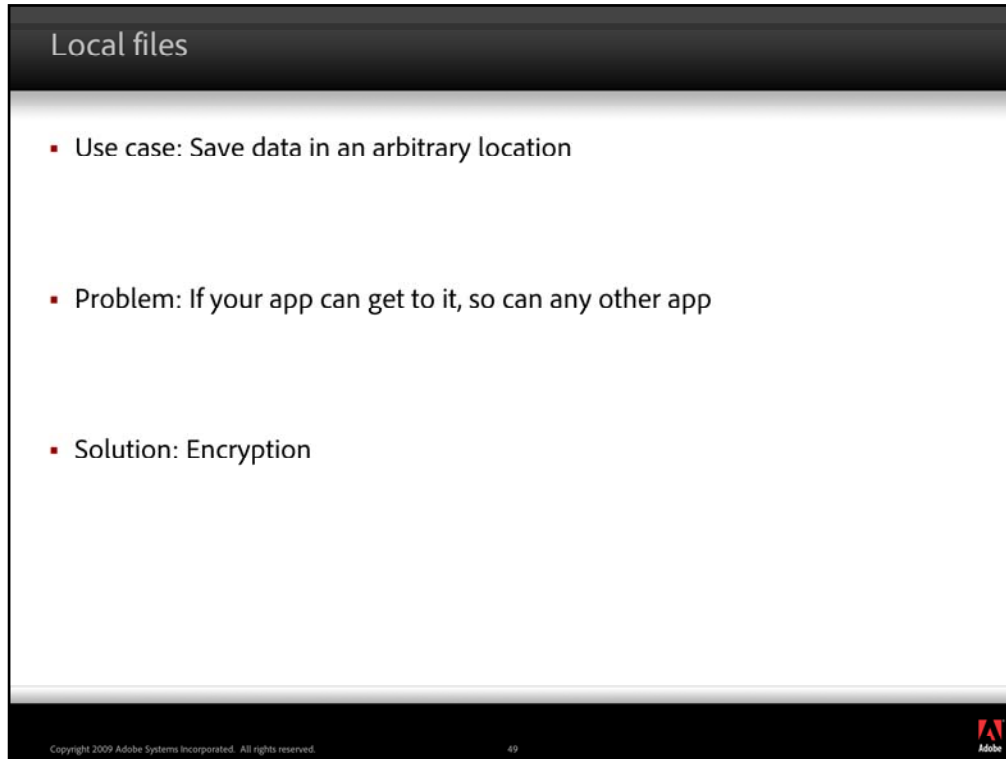 Local files
▪ Use case: Save data in an arbitrary location
▪ Problem: If your app can get to it, so can any other app
▪ Solution: Encryption
Copyright 2009 Adobe Systems Incorporated. All rights reserved.
49
Adobe